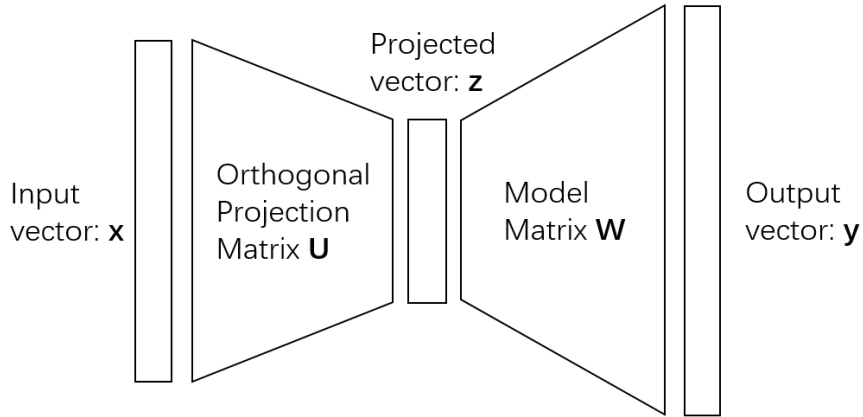 Input
vector: x
Orthogonal
Projection
Matrix U
Projected
vector: z
Model
Matrix W
Output
vector: y